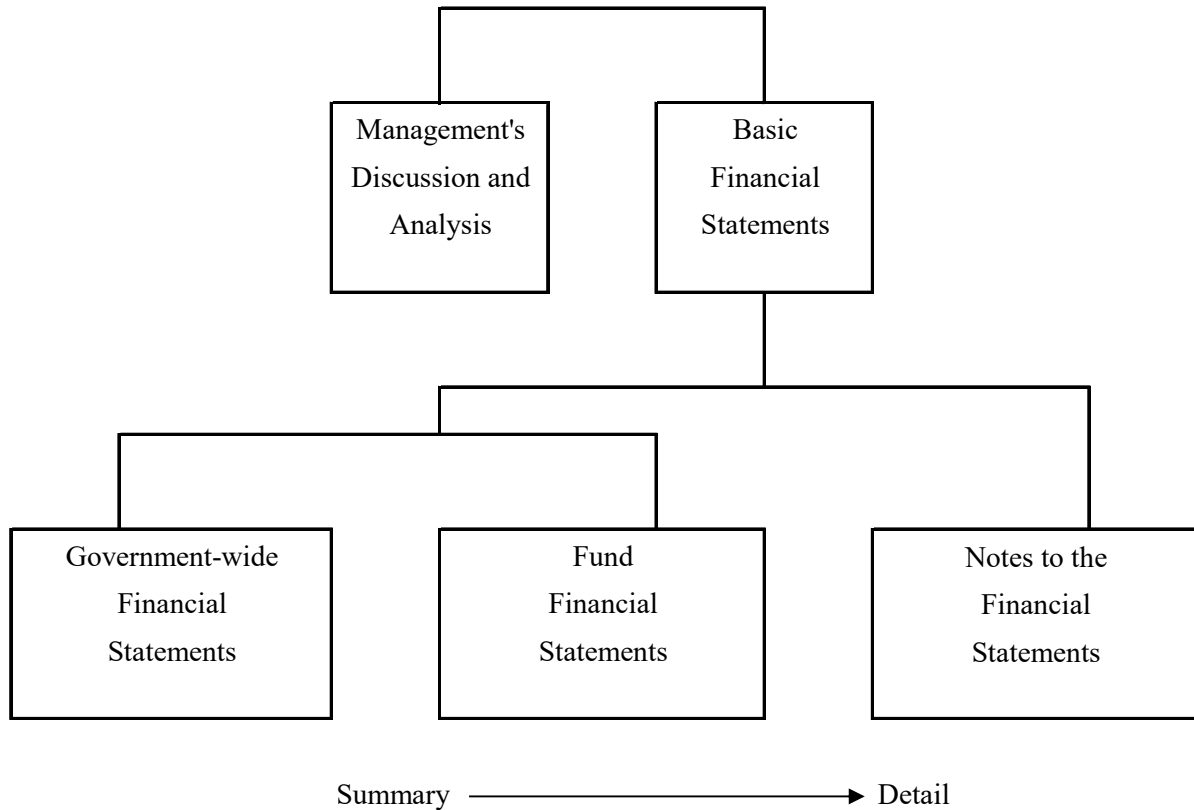 Management's
Discussion and
Analysis
Basic
Financial
Statements
Government-wide
Financial
Statements
Fund
Financial
Statements
Notes to the
Financial
Statements
Summary
Detail